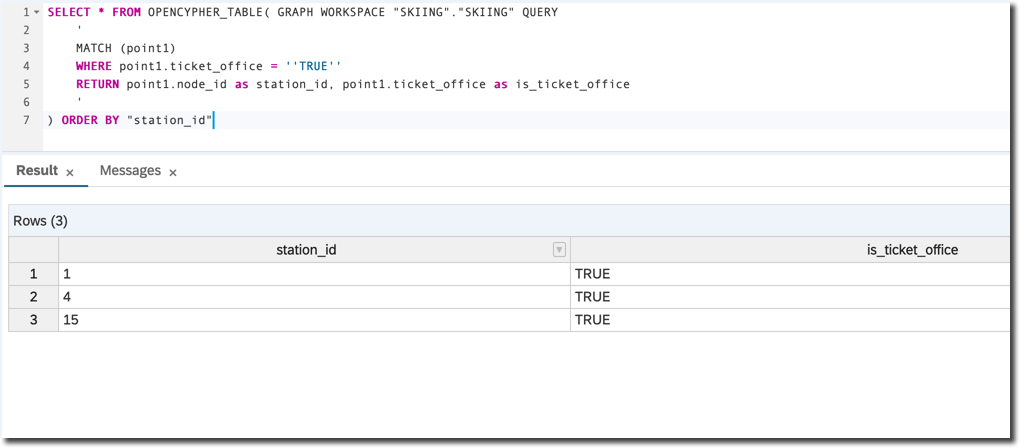 1 SELECT * FROM OPENCYPHER_TABLE( GRAPH WORKSPACE "SKIING"."SKIING" QUERY
2 '
3 MATCH (point1)
4 WHERE point1.ticket_office = ''TRUE''
5 RETURN point1.node_id as station_id, point1.ticket_office as is_ticket_office
6 '
7 ) ORDER BY "station_id"
Result × Messages ×
Rows (3)
station_id is_ticket_office
1 1 TRUE
2 4 TRUE
3 15 TRUE